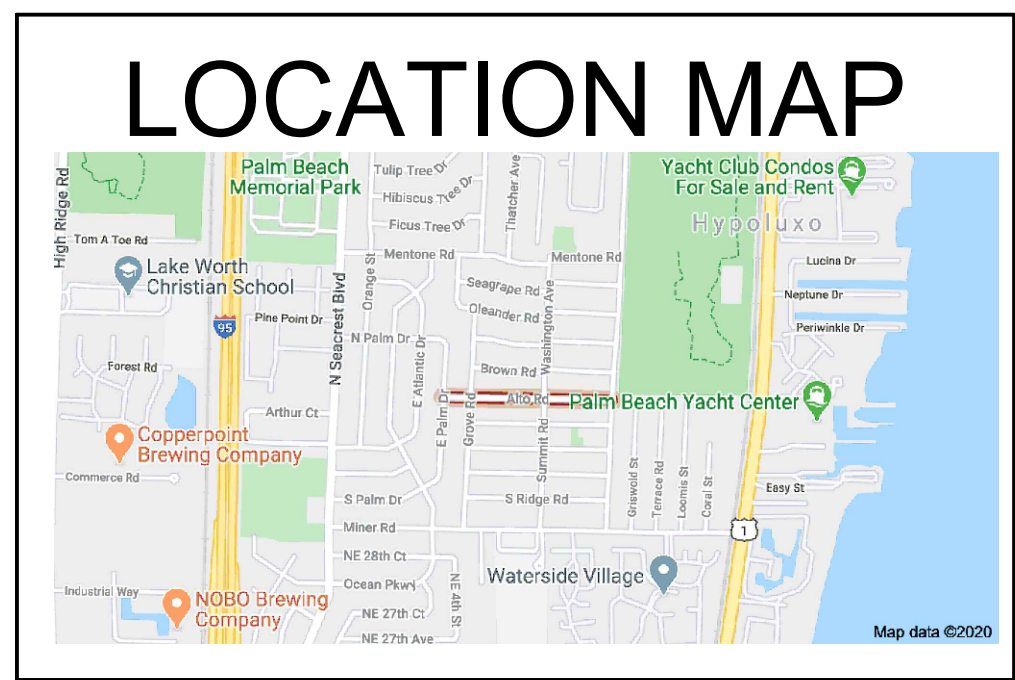 LOCATION MAP
High Ridge Rd
Palm Beach
Memorial Park
Tulip Tree Dr
Hibiscus Tree Dr
Ficus Tree Dr
Thatcher Ave
Yacht Club Condos
For Sale and Rent
Hypoluxo
Tom A Toe Rd
Lake Worth
Christian School
Mentone Rd
Mentone Rd
Lucina Dr
Orange St
Seagrape Rd
Neptune Dr
Oleander Rd
Washington Ave
95
Pine Point Dr
Periwinkle Dr
N Seacrest Blvd
N Palm Dr
E Atlantic Dr
Forest Rd
Brown Rd
Alto Rd
Palm Beach Yacht Center
E Palm Dr
Grove Rd
Arthur Ct
Copperpoint
Brewing Company
Summit Rd
Commerce Rd
Griswold St
Terrace Rd
Loomis St
Coral St
Easy St
S Palm Dr
S Ridge Rd
Miner Rd
1
NE 28th Ct
Waterside Village
Ocean Pkwy
NE 4th St
Industrial Way
NOBO Brewing
Company
NE 27th Ct
NE 27th Ave
Map data ©2020